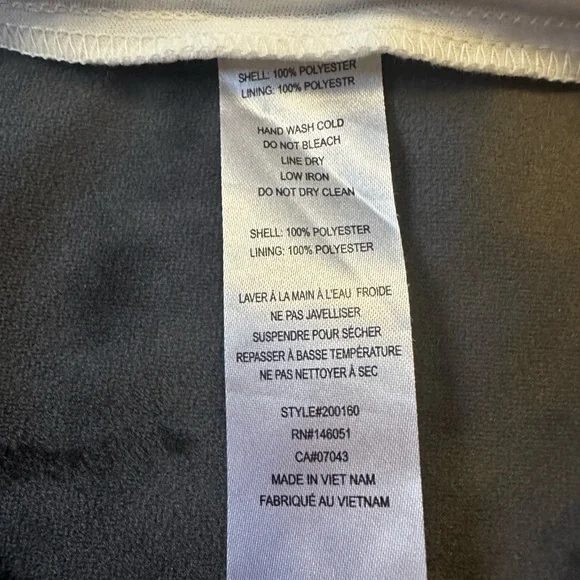 SHELL: 100% POLYESTER
LINING: 100% POLYESTR
HAND WASH COLD
DO NOT BLEACH
LINE DRY
LOW IRON
DO NOT DRY CLEAN
SHELL: 100% POLYESTER
LINING: 100% POLYESTER
LAVER À LA MAIN À L'EAU FROIDE
NE PAS JAVELLISER
SUSPENDRE POUR SÉCHER
REPASSER À BASSE TEMPÉRATURE
NE PAS NETTOYER À SEC
STYLE#200160
RN#146051
CA#07043
MADE IN VIET NAM
FABRIQUÉ AU VIETNAM